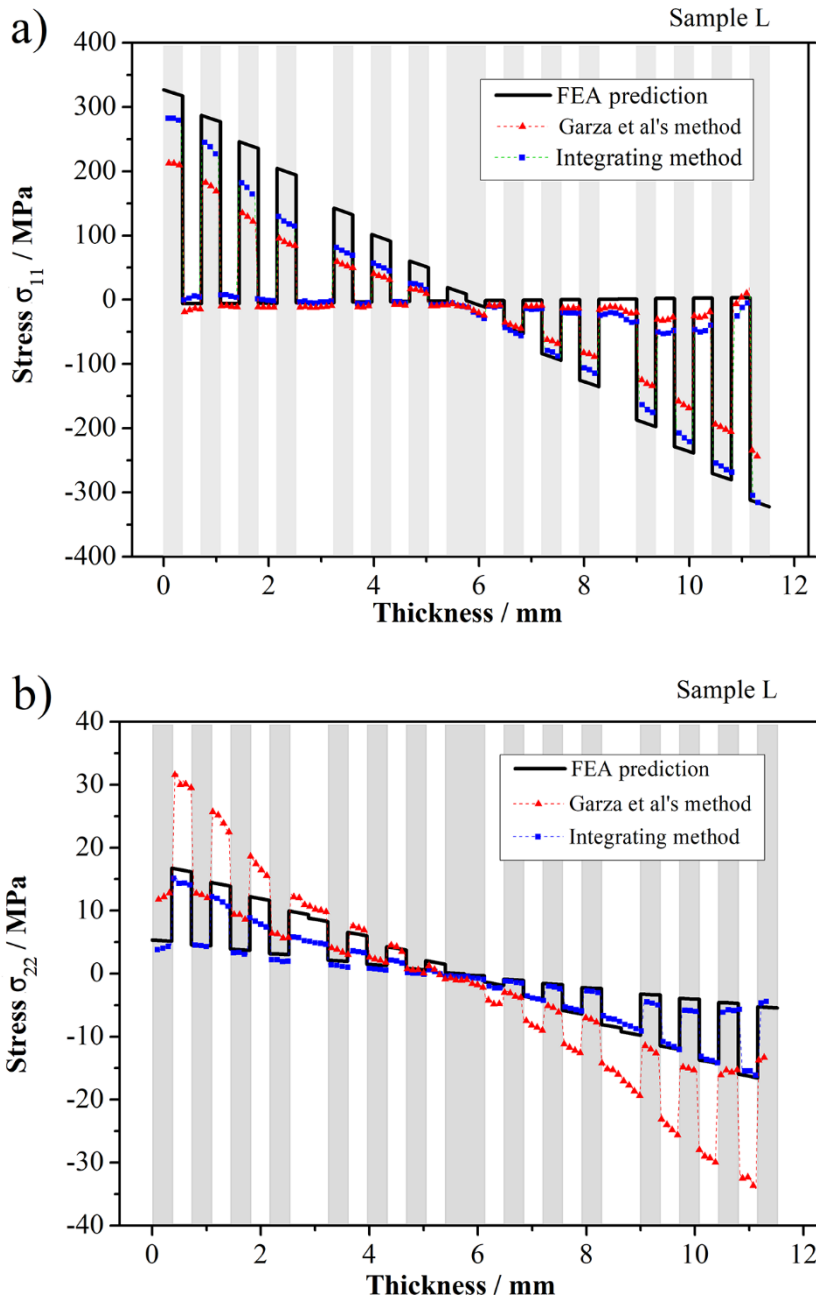 a)
Sample L
400
300
200
100
0
-100
-200
-300
-400
Stress σ11 / MPa
FEA prediction
Garza et al's method
Integrating method
0 2 4 6 8 10 12
Thickness / mm
b)
Sample L
40
30
20
10
0
-10
-20
-30
-40
Stress σ22 / MPa
FEA prediction
Garza et al's method
Integrating method
0 2 4 6 8 10 12
Thickness / mm